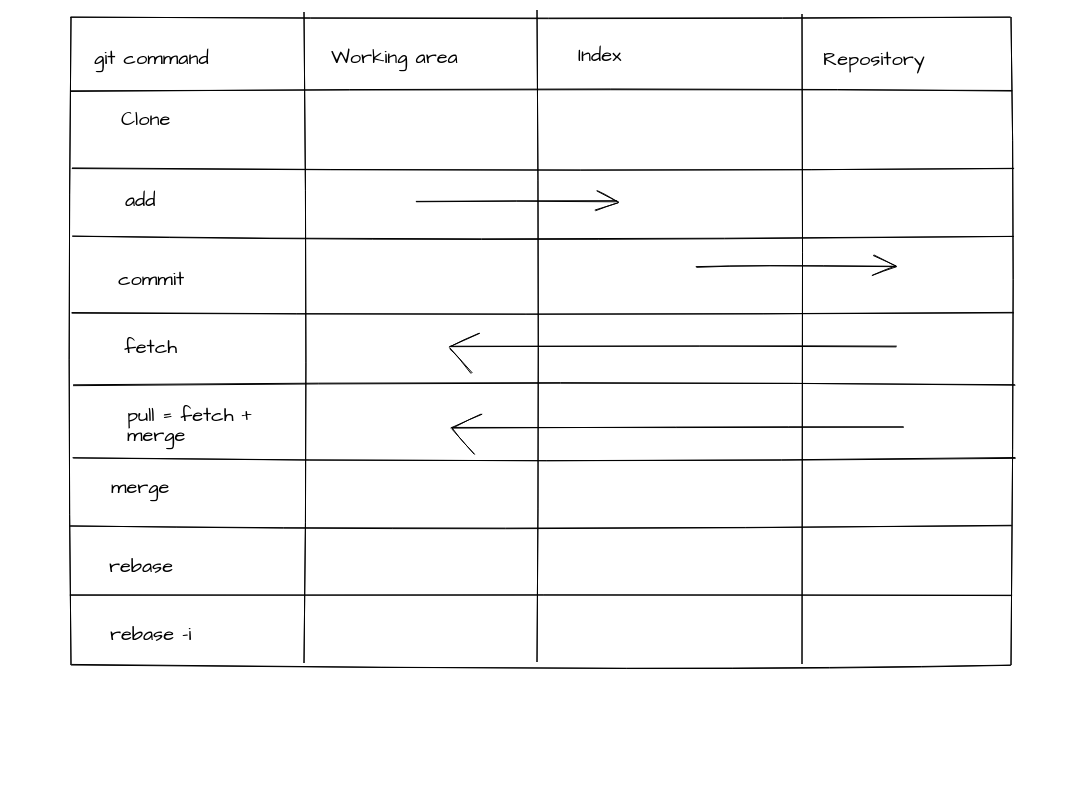 git command
Working area
Index
Repository
Clone
add
commit
fetch
pull = fetch +
merge
merge
rebase
rebase -i